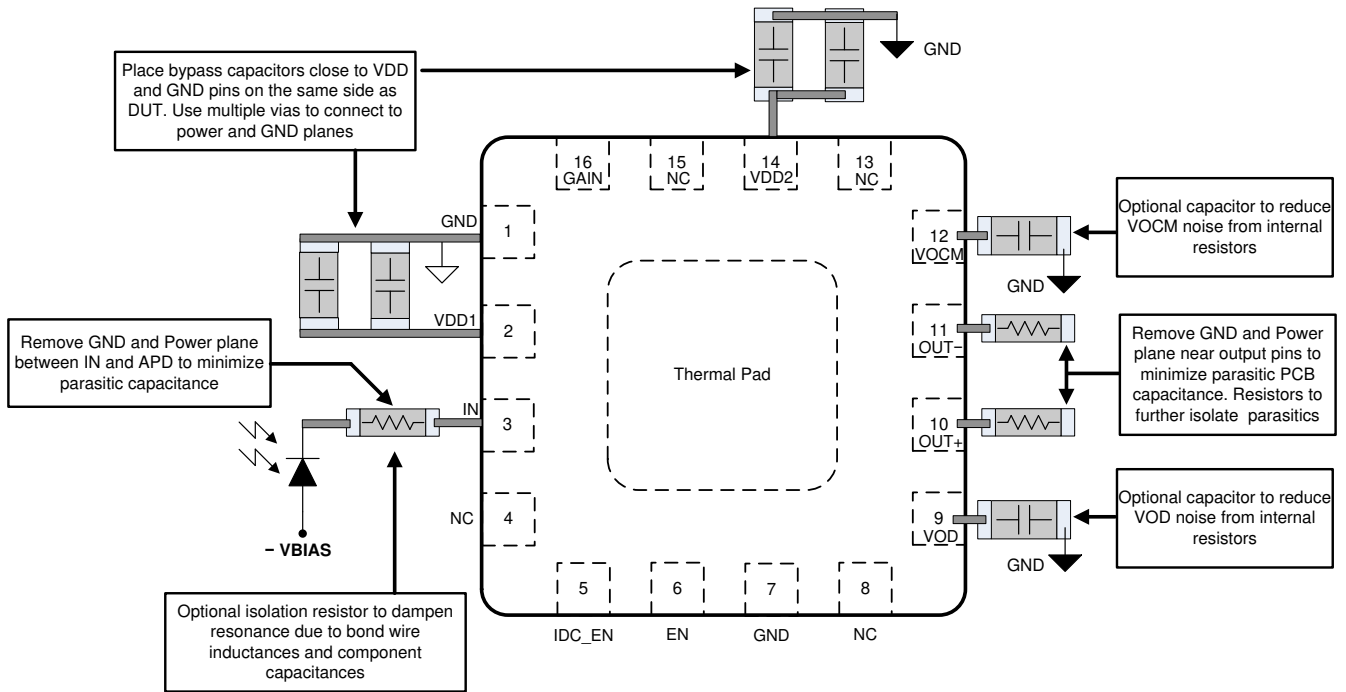 GND
Place bypass capacitors close to VDD
and GND pins on the same side as
DUT. Use multiple vias to connect to
power and GND planes
16
GAIN
15
NC
14
VDD2
13
NC
GND
1
12
VOCM
GND
Optional capacitor to reduce
VOCM noise from internal
resistors
VDD1
2
11
OUT−
Remove GND and Power plane
between IN and APD to minimize
parasitic capacitance
Remove GND and Power
plane near output pins to
minimize parasitic PCB
capacitance. Resistors to
further isolate parasitics
Thermal Pad
IN
3
10
OUT+
NC
4
9
VOD
GND
Optional capacitor to reduce
VOD noise from internal
resistors
− VBIAS
5
6
7
8
IDC_EN
EN
GND
NC
Optional isolation resistor to dampen
resonance due to bond wire
inductances and component
capacitances